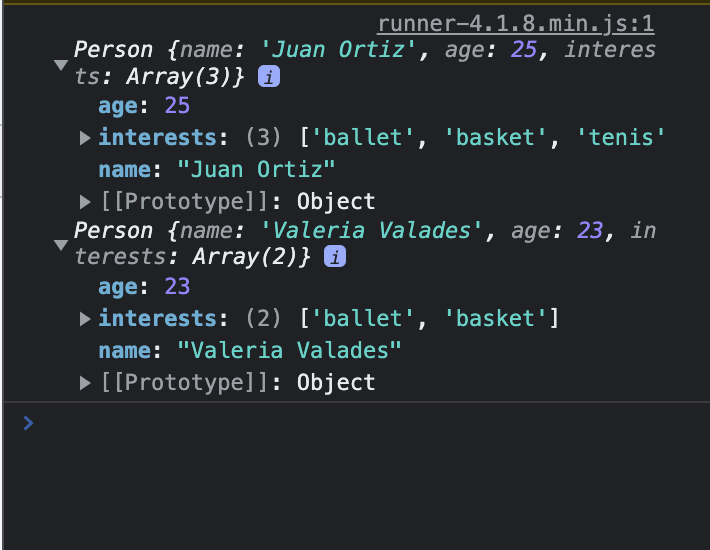 runner-4.1.8.min.js:1
Person {name: 'Juan Ortiz', age: 25, interes
ts: Array(3)} i
age: 25
interests: (3) ['ballet', 'basket', 'tenis'
name: "Juan Ortiz"
[[Prototype]]: Object
Person {name: 'Valeria Valades', age: 23, in
terests: Array(2)} i
age: 23
interests: (2) ['ballet', 'basket']
name: "Valeria Valades"
[[Prototype]]: Object